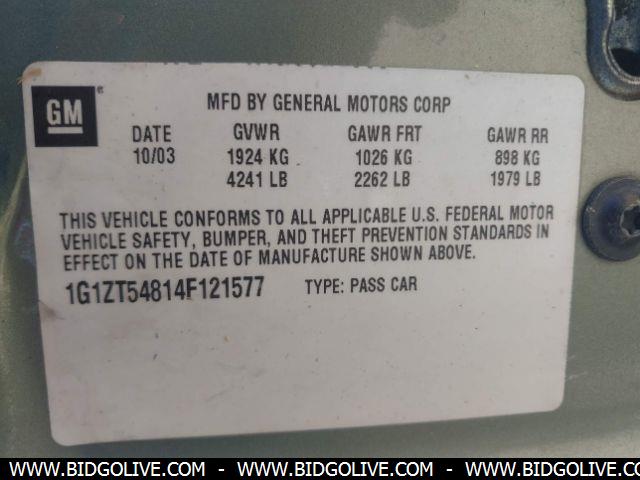 GM ®
MFD BY GENERAL MOTORS CORP
DATE GVWR GAWR FRT GAWR RR
10/03 1924 KG 1026 KG 898 KG
4241 LB 2262 LB 1979 LB
THIS VEHICLE CONFORMS TO ALL APPLICABLE U.S. FEDERAL MOTOR
VEHICLE SAFETY, BUMPER, AND THEFT PREVENTION STANDARDS IN
EFFECT ON THE DATE OF MANUFACTURE SHOWN ABOVE.
1G1ZT54814F121577 TYPE: PASS CAR
WWW.BIDGOLIVE.COM - WWW.BIDGOLIVE.COM - WWW.BIDGOLIVE.COM